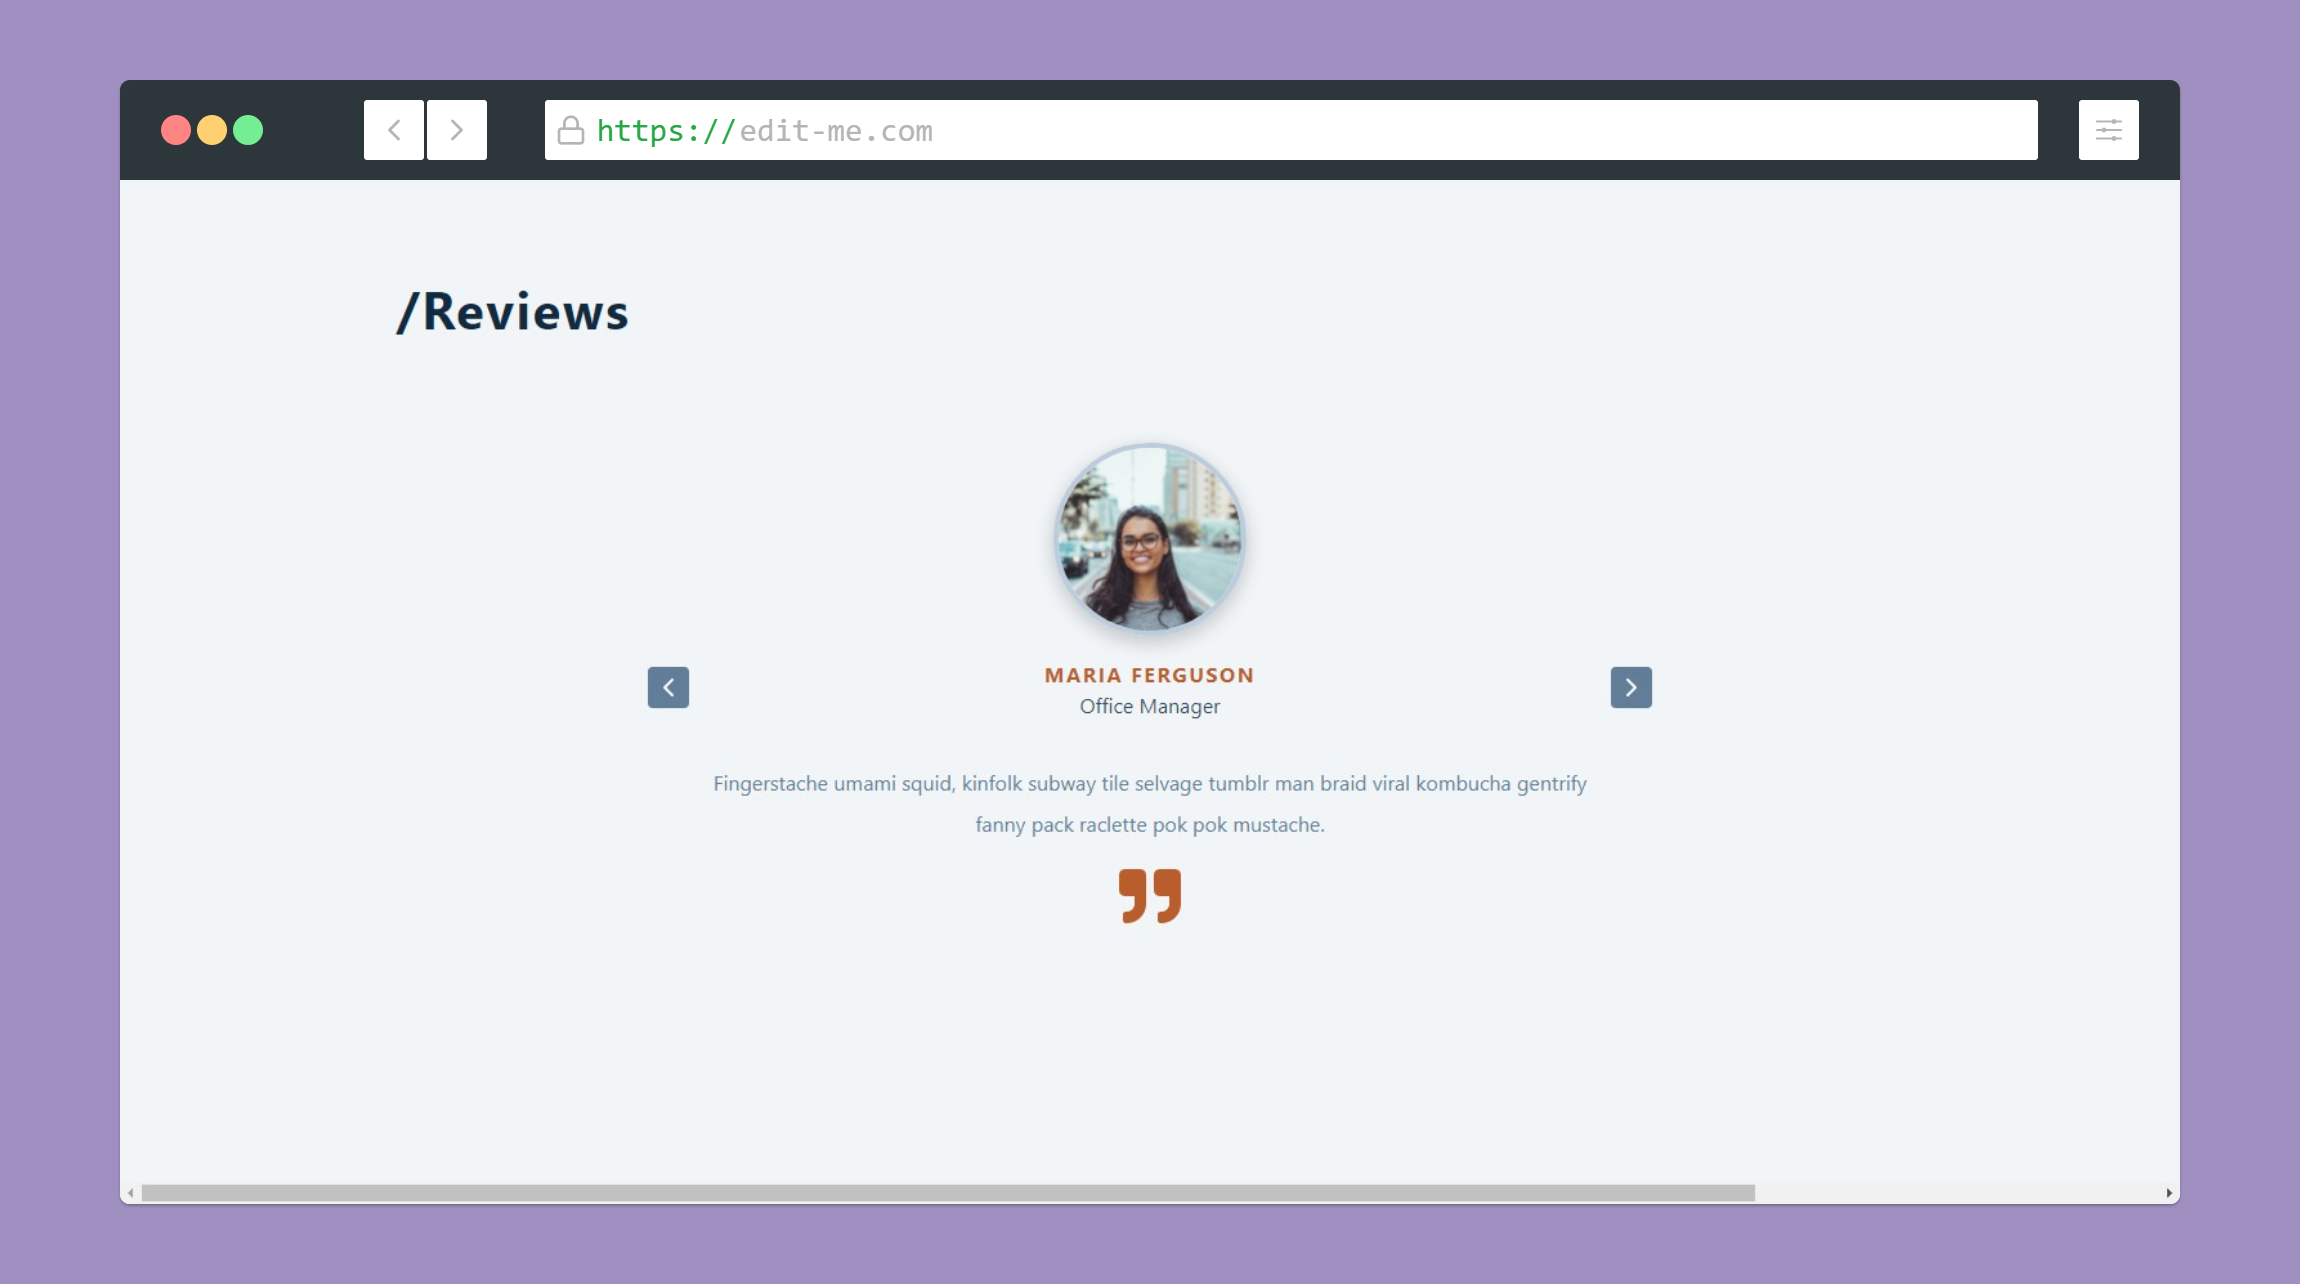 https://edit-me.com
/Reviews
MARIA FERGUSON
Office Manager
Fingerstache umami squid, kinfolk subway tile selvage tumblr man braid viral kombucha gentrify
fanny pack raclette pok pok mustache.